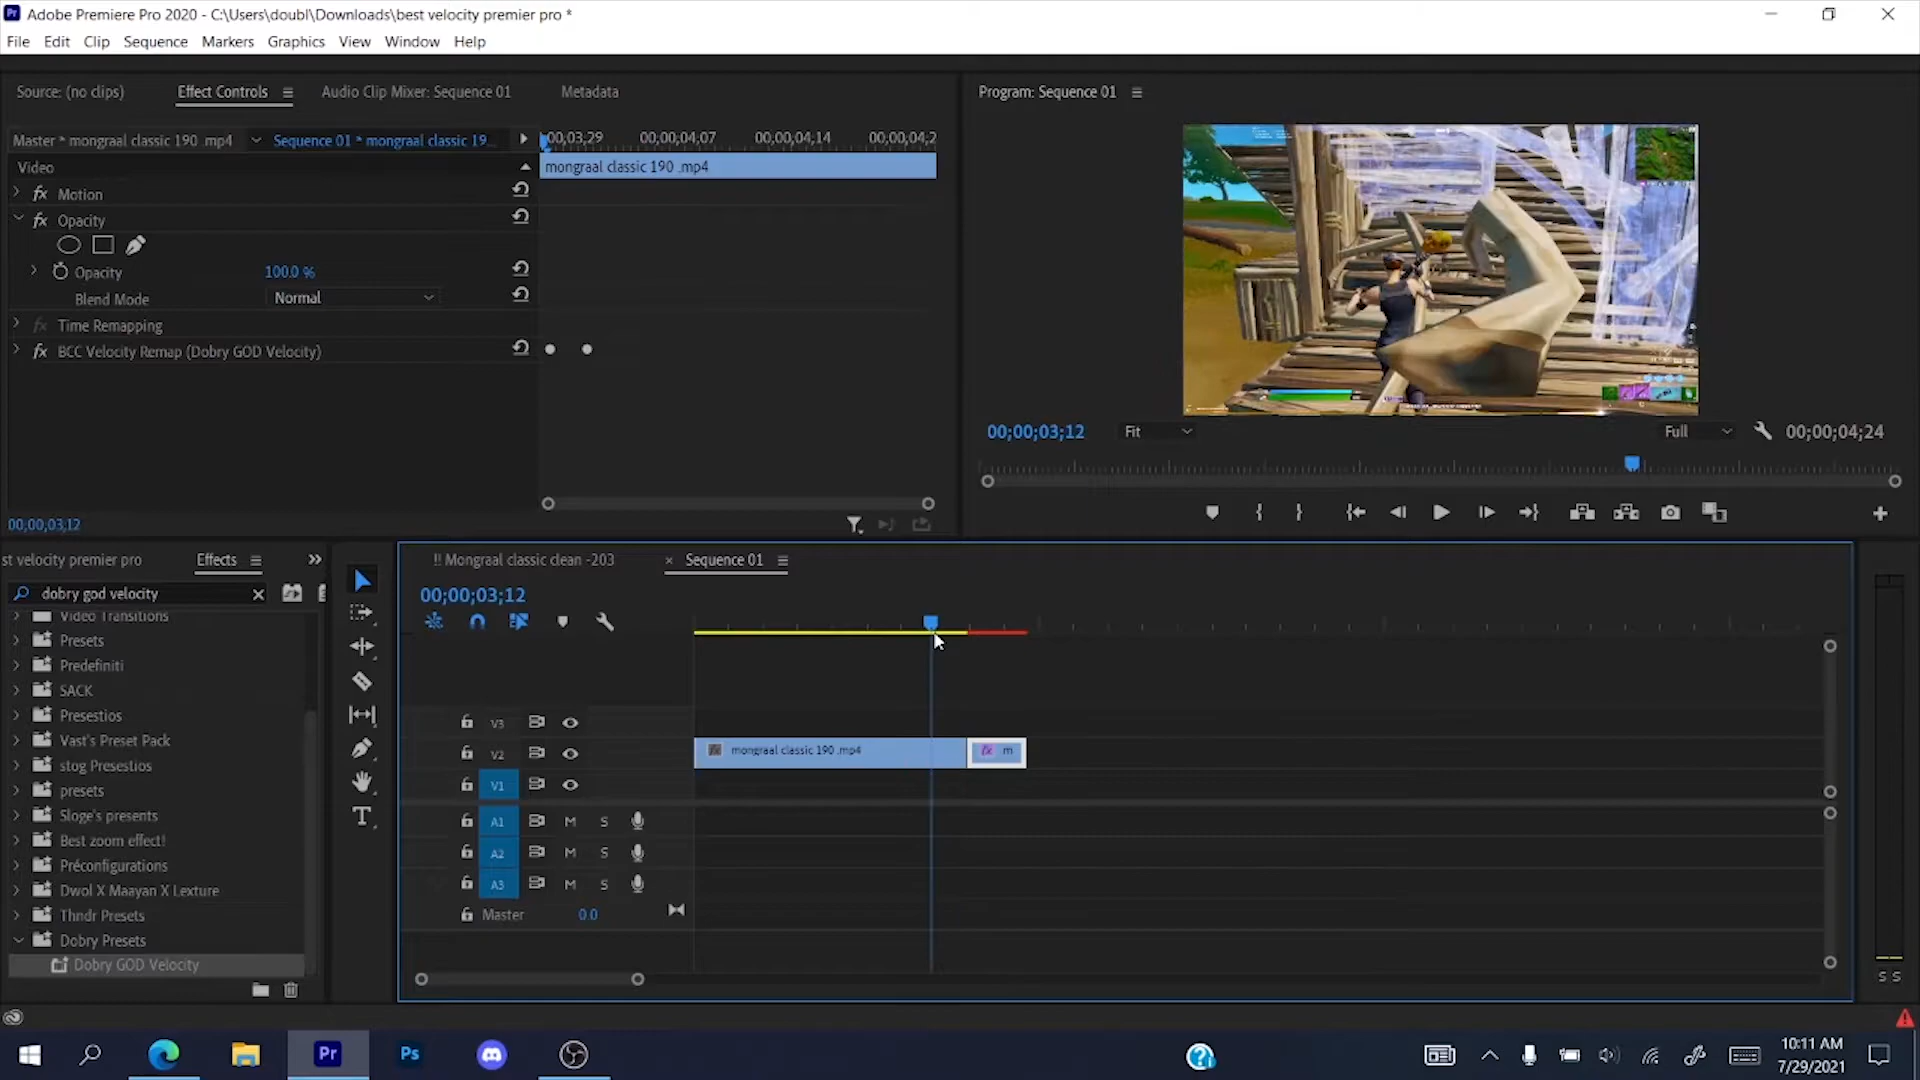 Adobe Premiere Pro 2020 - C:\Users\doubl\Downloads\best velocity premier pro *
File Edit Clip Sequence Markers Graphics View Window Help
Source: (no clips) Effect Controls Audio Clip Mixer: Sequence 01 Metadata
Program: Sequence 01
Master * mongraal classic 190 .mp4 Sequence 01 * mongraal classic 19...
00;00;03;29 00;00;04;07 00;00;04;14 00;00;04;2
Video
mongraal classic 190 .mp4
fx Motion
fx Opacity
Opacity 100.0 %
Blend Mode Normal
fx Time Remapping
fx BCC Velocity Remap (Dobry GOD Velocity)
00;00;03;12 Fit Full 00;00;04;24
00;00;03;12
st velocity premier pro Effects
!! Mongraal classic clean -203 × Sequence 01
dobry god velocity
00;00;03;12
Video Transitions
Presets
Predefiniti
SACK
Presestios
Vast's Preset Pack
stog Presestios
presets
Sloge's presents
Best zoom effect!
Préconfigurations
Dwol X Maayan X Lexture
Thndr Presets
Dobry Presets
Dobry GOD Velocity
V3
V2 fx mongraal classic 190 .mp4 fx m
V1
A1 M S
A2 M S
A3 M S
Master 0.0
S S
Pr Ps
10:11 AM
7/29/2021